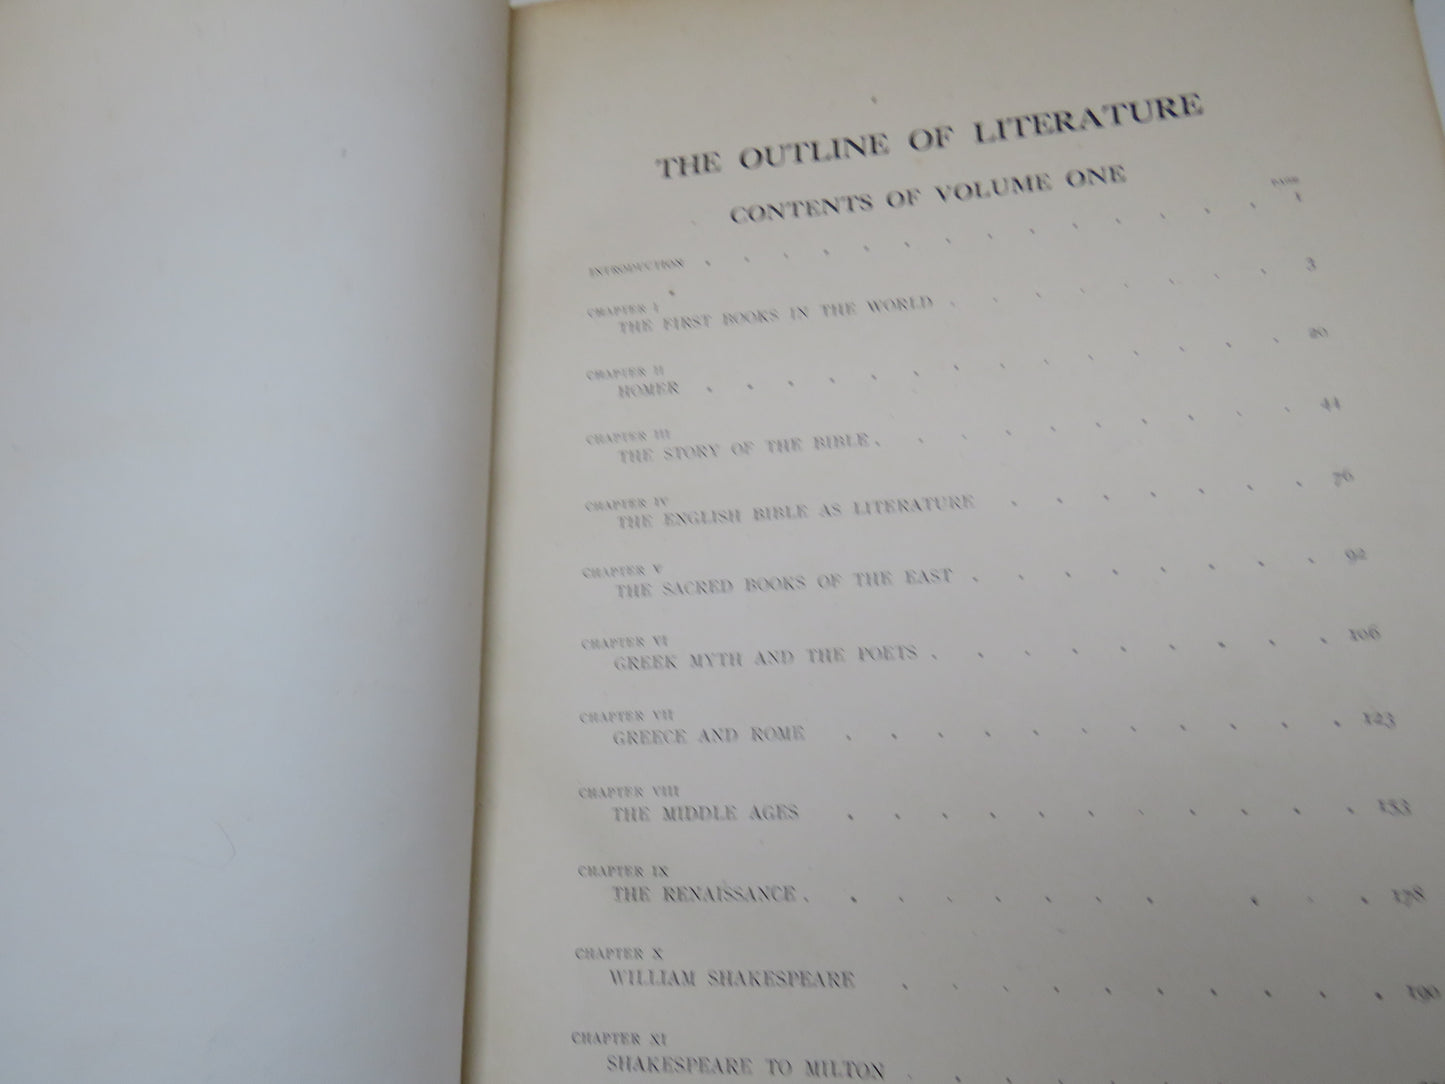 THE OUTLINE OF LITERATURE
CONTENTS OF VOLUME ONE
PAGE
INTRODUCTION . . . . . . . . . . . . . . 1
CHAPTER I
THE FIRST BOOKS IN THE WORLD . . . . . . . . 3
CHAPTER II
HOMER . . . . . . . . . . . . . . 20
CHAPTER III
THE STORY OF THE BIBLE . . . . . . . . . . 44
CHAPTER IV
THE ENGLISH BIBLE AS LITERATURE . . . . . . . 76
CHAPTER V
THE SACRED BOOKS OF THE EAST . . . . . . . . 92
CHAPTER VI
GREEK MYTH AND THE POETS . . . . . . . . . 106
CHAPTER VII
GREECE AND ROME . . . . . . . . . . . 123
CHAPTER VIII
THE MIDDLE AGES . . . . . . . . . . . 153
CHAPTER IX
THE RENAISSANCE . . . . . . . . . . . 178
CHAPTER X
WILLIAM SHAKESPEARE . . . . . . . . . . 190
CHAPTER XI
SHAKESPEARE TO MILTON . . . . . . . . . .